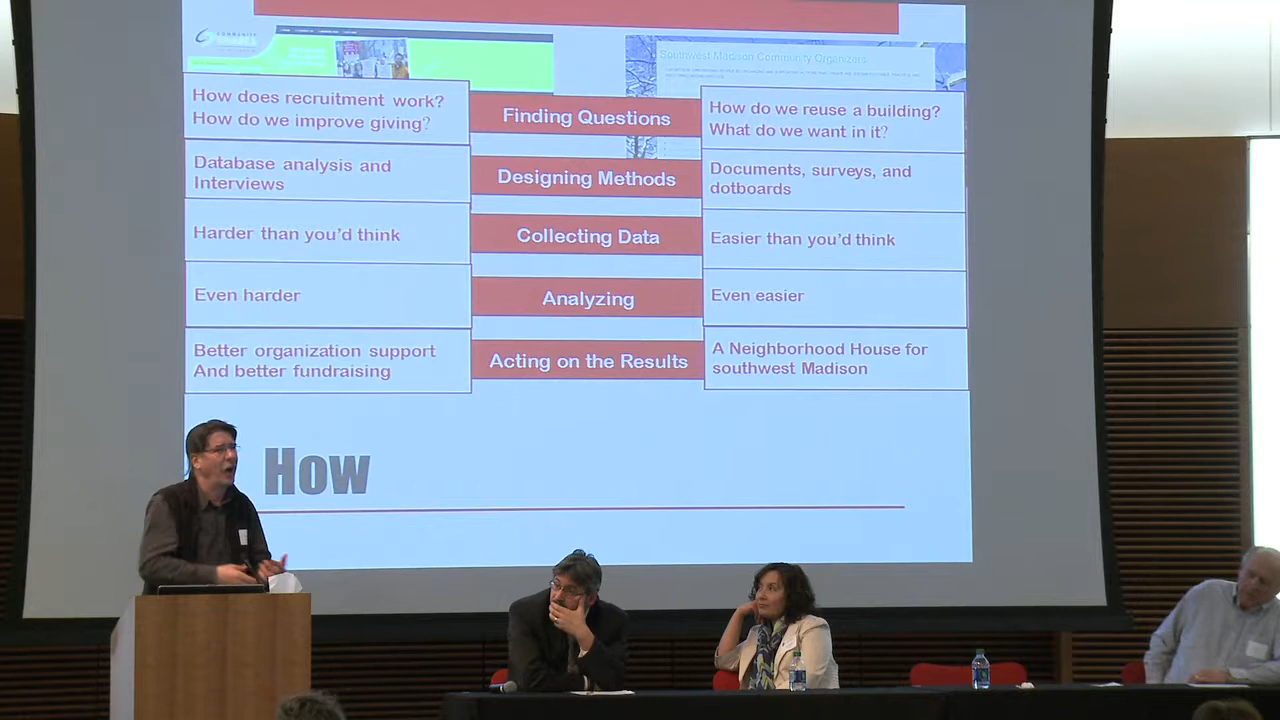 COMMUNITY
Southwest Madison Community Organizers
How does recruitment work?
How do we improve giving?
Finding Questions
How do we reuse a building?
What do we want in it?
Database analysis and
Interviews
Designing Methods
Documents, surveys, and
dotboards
Harder than you'd think
Collecting Data
Easier than you'd think
Even harder
Analyzing
Even easier
Better organization support
And better fundraising
Acting on the Results
A Neighborhood House for
southwest Madison
How